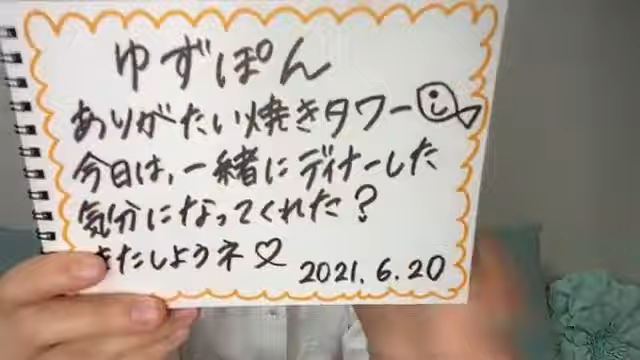 ゆずぽん
ありがたい焼きタワー
今日は、一緒にディナーした
気分になってくれた?
またしようネ♡
2021.6.20